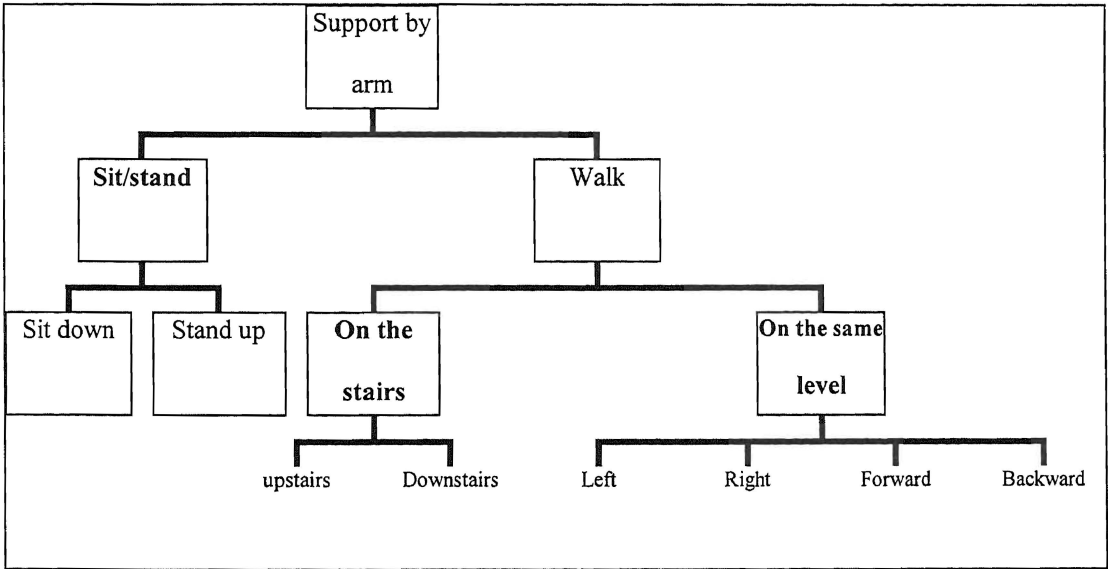 Support by
arm
Sit/stand
Walk
Sit down
Stand up
On the
stairs
On the same
level
upstairs
Downstairs
Left
Right
Forward
Backward